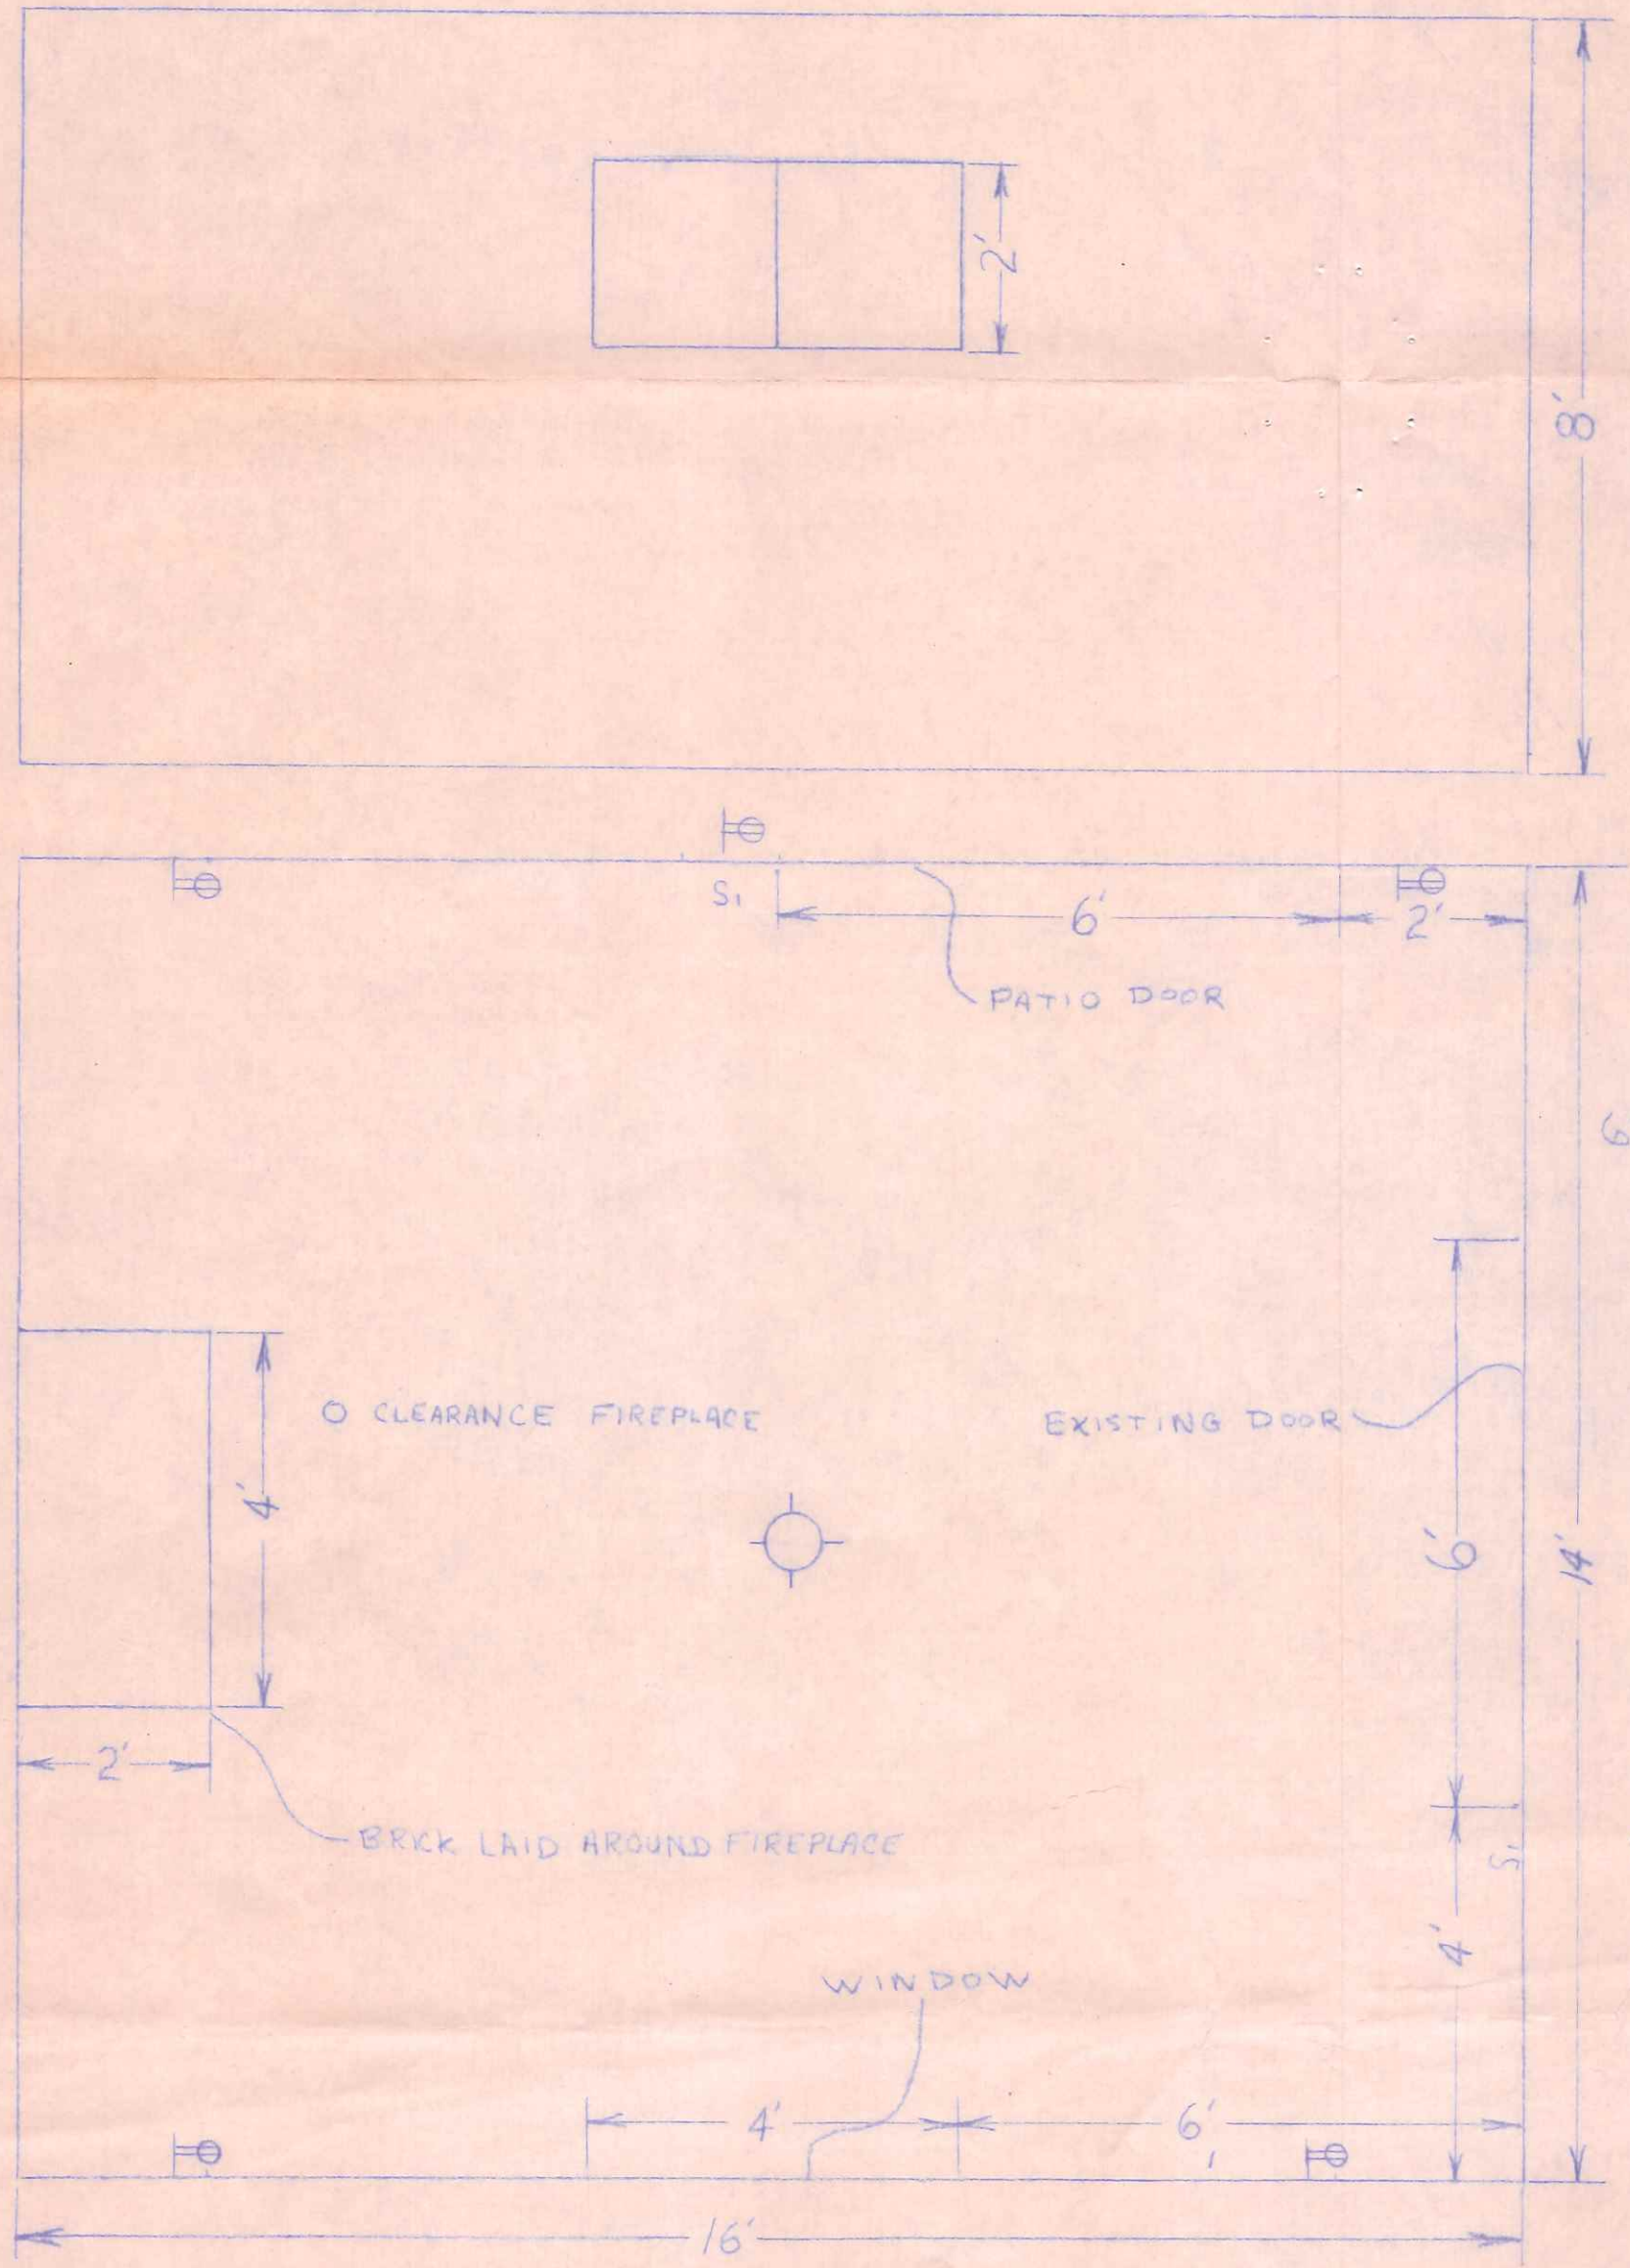 2'
8'
S1
6'
2'
PATIO DOOR
6
4'
O CLEARANCE FIREPLACE
EXISTING DOOR
6'
14'
2'
BRICK LAID AROUND FIREPLACE
S1
4'
WINDOW
4'
6'
16'